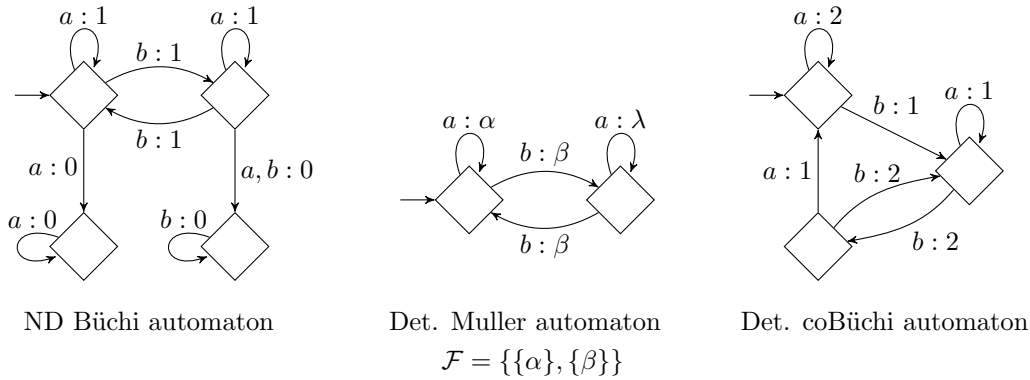 a : 1
a : 1
b : 1
b : 1
a : 0
a, b : 0
a : 0
b : 0
ND Büchi automaton
a : α
a : λ
b : β
b : β
Det. Muller automaton
ℱ = {{α}, {β}}
a : 2
b : 1
a : 1
a : 1
b : 2
b : 2
Det. coBüchi automaton